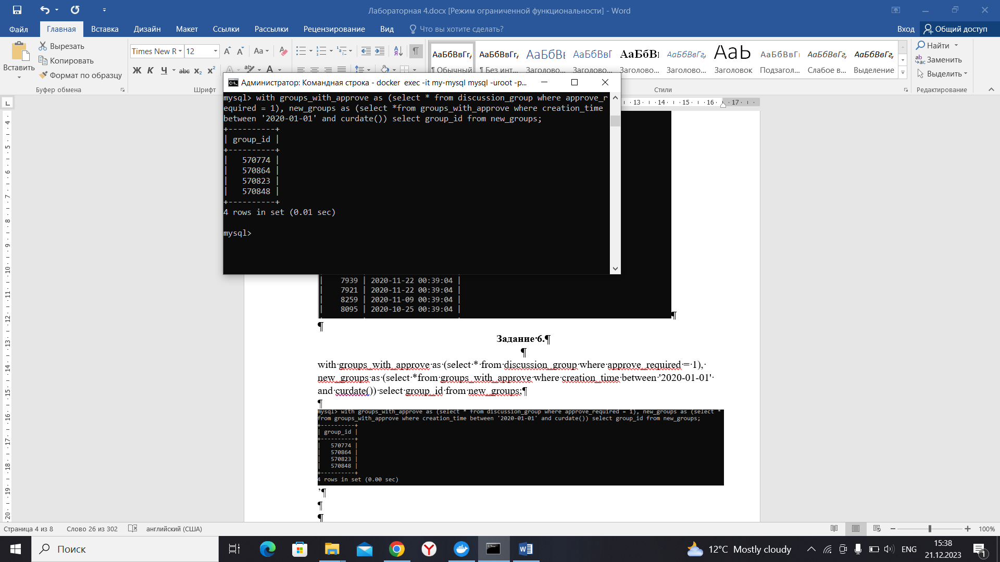 Лабораторная 4.docx [Режим ограниченной функциональности] - Word
Файл Главная Вставка Дизайн Макет Ссылки Рассылки Рецензирование Вид Что вы хотите сделать? Вход Общий доступ
Вставить
Вырезать
Копировать
Формат по образцу
Буфер обмена
Times New R 12
Ж К Ч abc x₂ x²
Шрифт
АаБбВвГг, АаБбВвГг, АаБбВв АаБбВвГ АаБбВ АаБбВвГг, АаЬ АаБбВвГг АаБбВвГг, АаБбВвГг,
¶ Обычный ¶ Без инт... Заголово... Заголово... Заголово... Заголово... Заголовок Подзагол... Слабое в... Выделение
Стили
Найти
Заменить
Выделить
Редактирование
Администратор: Командная строка - docker exec -it my-mysql mysql -uroot -p...
mysql> with groups_with_approve as (select * from discussion_group where approve_r
equired = 1), new_groups as (select *from groups_with_approve where creation_time
between '2020-01-01' and curdate()) select group_id from new_groups;
+----------+
| group_id |
+----------+
| 570774 |
| 570864 |
| 570823 |
| 570848 |
+----------+
4 rows in set (0.01 sec)
mysql>
| 7939 | 2020-11-22 00:39:04 |
| 7921 | 2020-11-22 00:39:04 |
| 8259 | 2020-11-09 00:39:04 |
| 8095 | 2020-10-25 00:39:04 |
Задание 6.¶
with groups_with_approve as (select * from discussion_group where approve_required = 1),
new_groups as (select *from groups_with_approve where creation_time between '2020-01-01'
and curdate()) select group_id from new_groups;¶
mysql> with groups_with_approve as (select * from discussion_group where approve_required = 1), new_groups as (select *
from groups_with_approve where creation_time between '2020-01-01' and curdate()) select group_id from new_groups;
+----------+
| group_id |
+----------+
| 570774 |
| 570864 |
| 570823 |
| 570848 |
+----------+
4 rows in set (0.00 sec)
Страница 4 из 8 Слово 26 из 302 английский (США) 100%
Поиск
12°C Mostly cloudy
ENG
15:38
21.12.2023
1